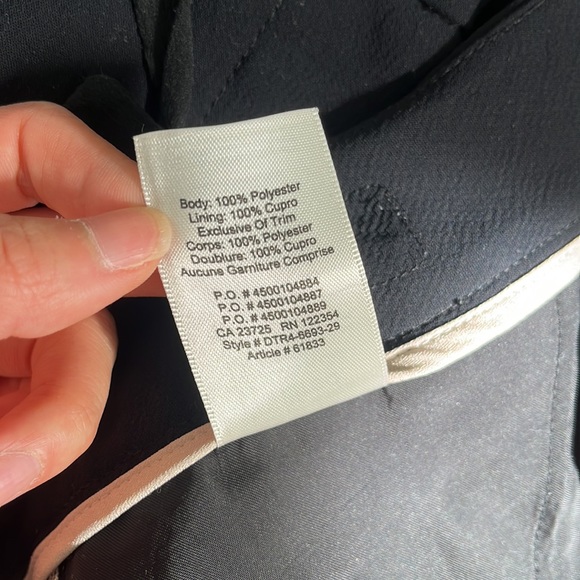 Body: 100% Polyester
Lining: 100% Cupro
Exclusive Of Trim
Corps: 100% Polyester
Doublure: 100% Cupro
Aucune Garniture Comprise
P.O. # 4500104884
P.O. # 4500104887
P.O. # 4500104889
CA 23725 RN 122354
Style # DTR4-6693-29
Article # 61833